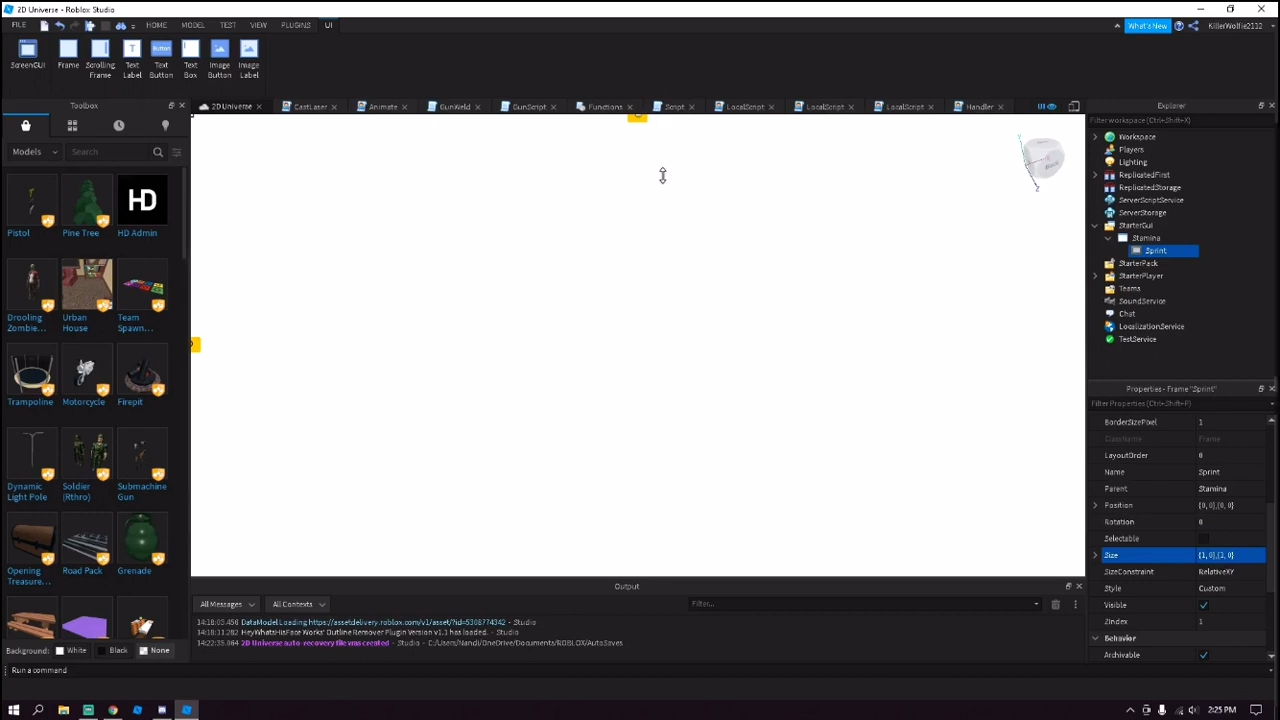 2D Universe - Roblox Studio
FILE HOME MODEL TEST VIEW PLUGINS UI What's New KillerWolfie2112
ScreenGUI Frame Scrolling Frame Text Label Text Button Text Box Image Button Image Label
Toolbox
2D Universe CastLaser Animate GunWeld GunScript Functions Script LocalScript LocalScript LocalScript Handler UI
Explorer
Filter workspace (Ctrl+Shift+X)
Models Search
Pistol Pine Tree HD Admin
HD
Drooling Zombie... Urban House Team Spawn...
Trampoline Motorcycle Firepit
Dynamic Light Pole Soldier (Rthro) Submachine Gun
Opening Treasure... Road Pack Grenade
Background: White Black None
Back
Workspace
Players
Lighting
ReplicatedFirst
ReplicatedStorage
ServerScriptService
ServerStorage
StarterGui
Stamina
Sprint
StarterPack
StarterPlayer
Teams
SoundService
Chat
LocalizationService
TestService
Properties - Frame "Sprint"
Filter Properties (Ctrl+Shift+P)
BorderSizePixel 1
ClassName Frame
LayoutOrder 0
Name Sprint
Parent Stamina
Position {0, 0},{0, 0}
Rotation 0
Selectable
Size {1, 0},{1, 0}
SizeConstraint RelativeXY
Style Custom
Visible
ZIndex 1
Behavior
Archivable
Output
All Messages All Contexts Filter...
14:18:03.456 DataModel Loading https://assetdelivery.roblox.com/v1/asset/?id=5308774342 - Studio
14:18:11.282 HeyWhatsHisFace Works' Outline Remover Plugin Version v1.1 has loaded. - Studio
14:22:35.064 2D Universe auto-recovery file was created - Studio - C:/Users/Nandi/OneDrive/Documents/ROBLOX/AutoSaves
Run a command
2:25 PM